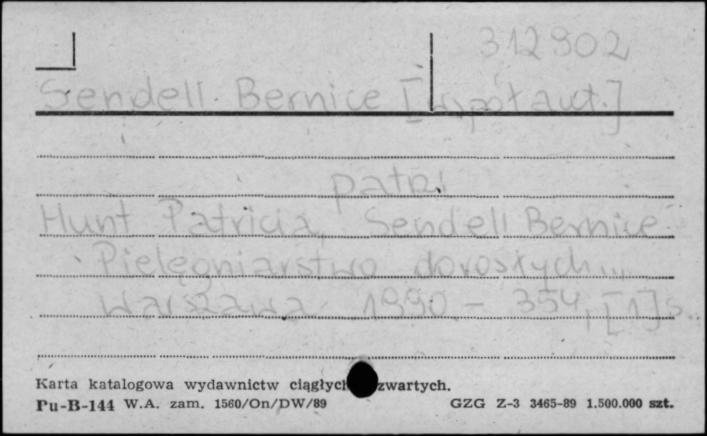 312902
Sendell Bernice [współaut.]
patrz
Hunt Patricia, Sendell Bernice
Pielęgniarstwo dorosłych...
Warszawa 1990 - 354, [1] s.
Karta katalogowa wydawnictw ciągłych zwartych.
Pu-B-144 W.A. zam. 1560/On/DW/89 GZG Z-3 3465-89 1.500.000 szt.